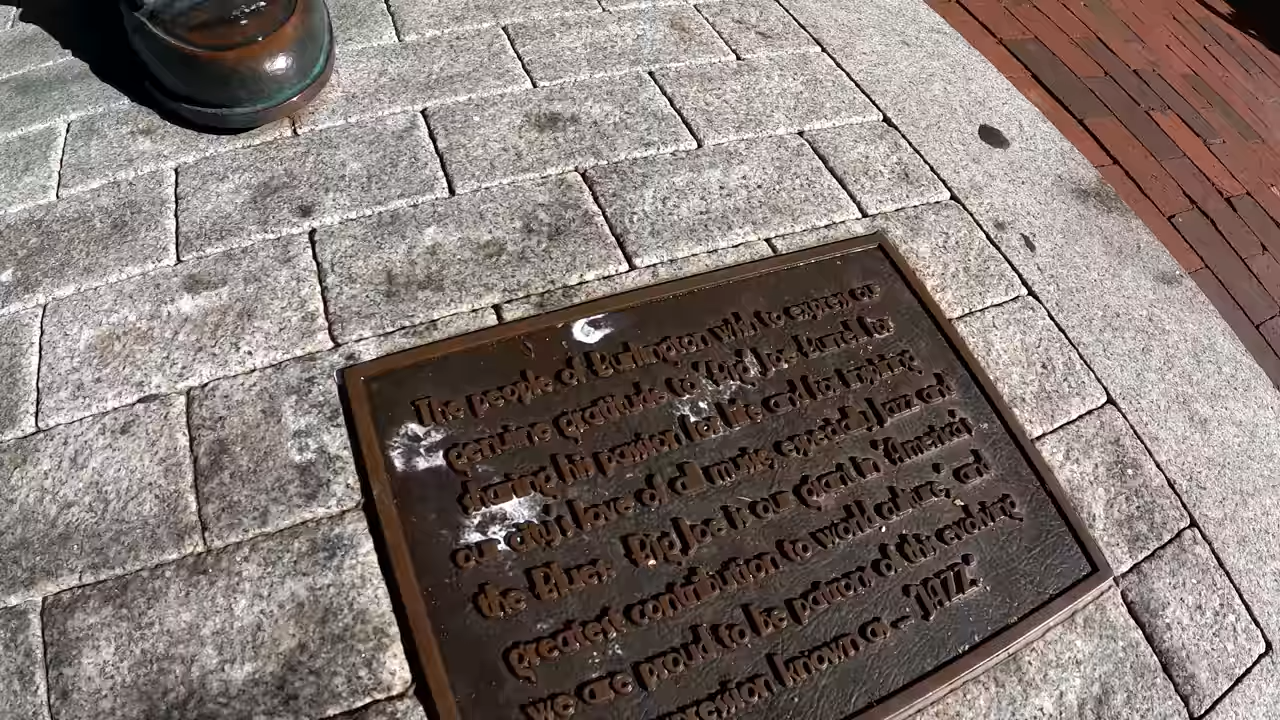 The people of Burlington wish to express our
genuine gratitude to "Big" Joe Burrell for
sharing his passion for life and for igniting
our city's love of all music especially Jazz and
the Blues. Big Joe is our giant in "America's
greatest contribution to world culture," and
we are proud to be patrons of this evolving
expression known as — "JAZZ."